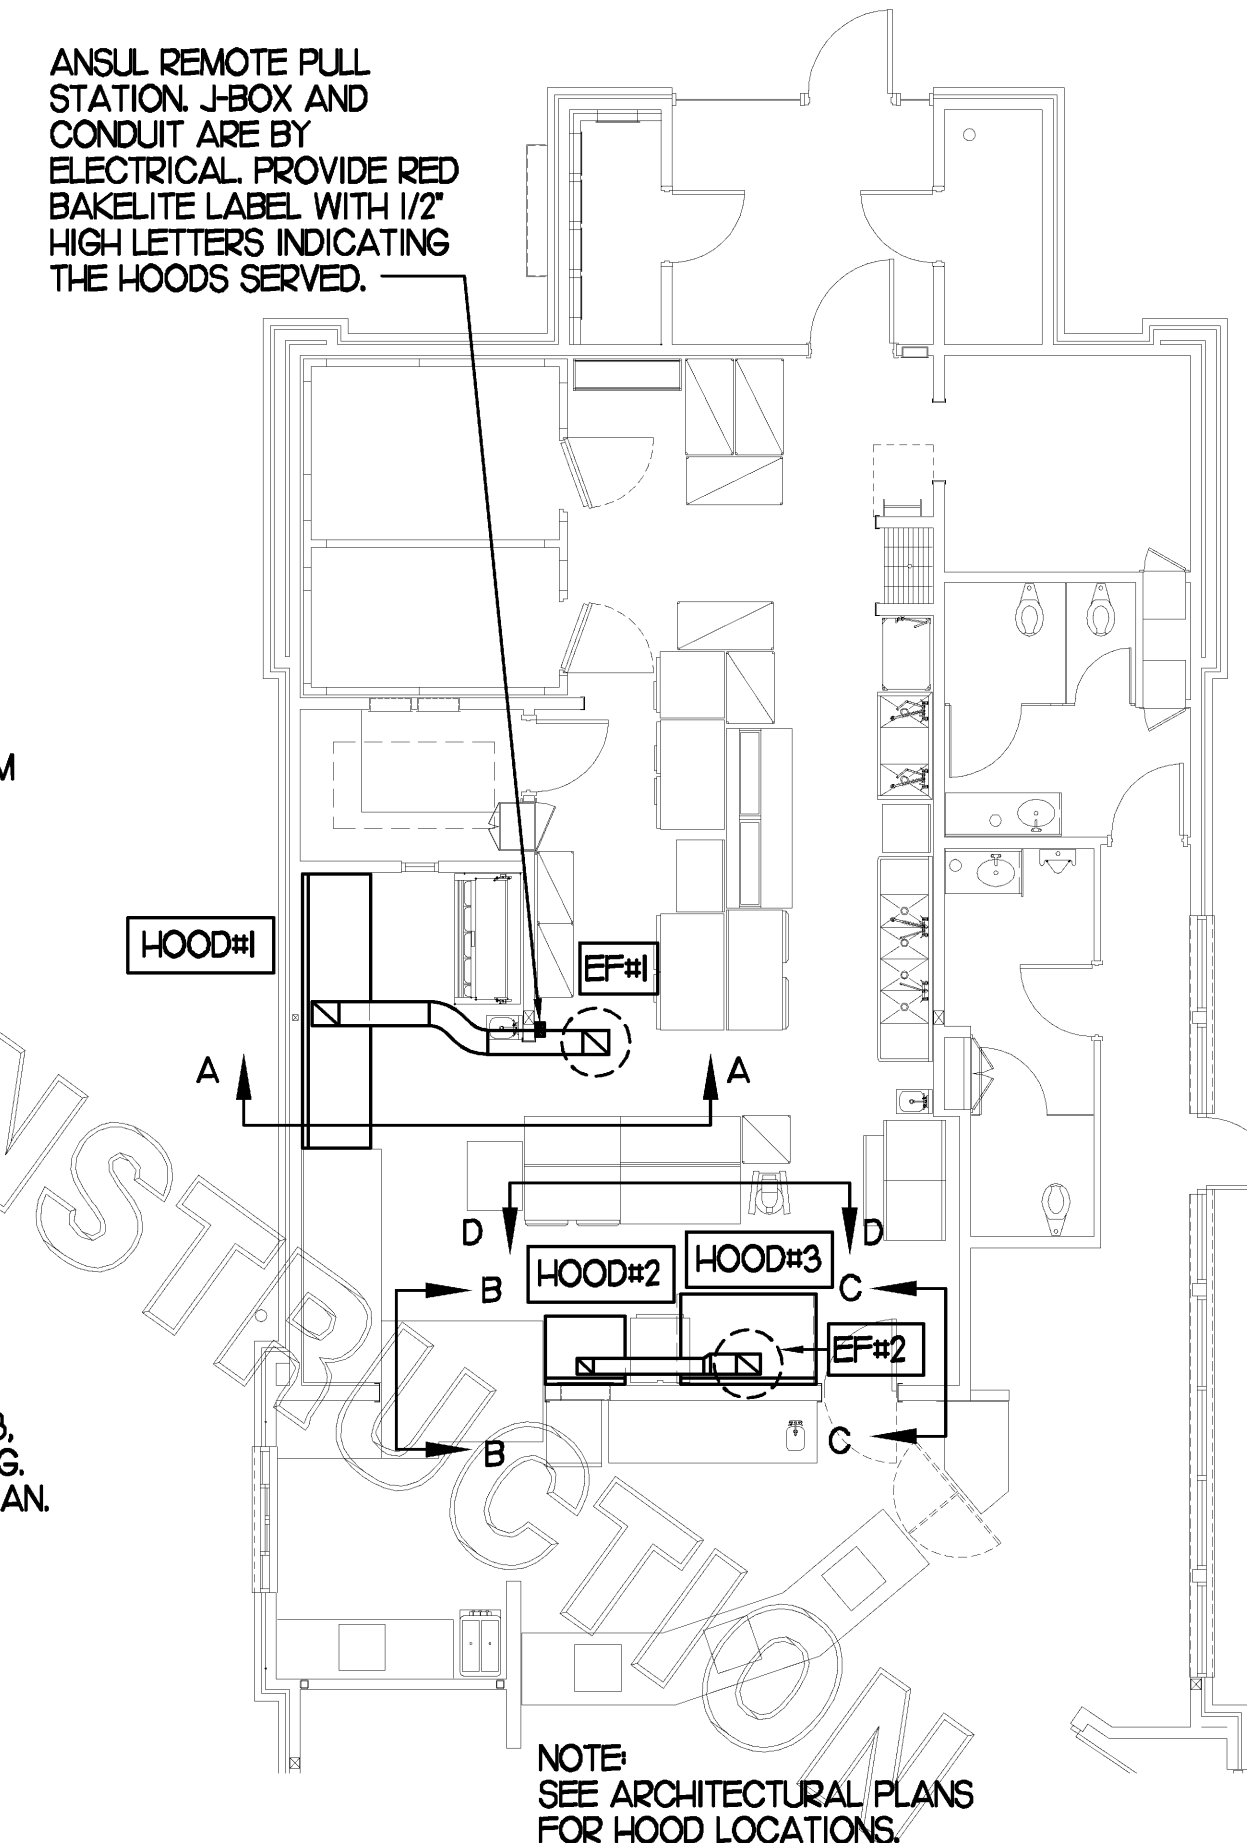 ANSUL REMOTE PULL
STATION. J-BOX AND
CONDUIT ARE BY
ELECTRICAL. PROVIDE RED
BAKELITE LABEL WITH 1/2"
HIGH LETTERS INDICATING
THE HOODS SERVED.
M
HOOD#1
EF#1
A
A
D
D
HOOD#2
HOOD#3
B
C
EF#2
B
C
B,
G.
AN.
NSTRUCTION
NOTE:
SEE ARCHITECTURAL PLANS
FOR HOOD LOCATIONS.